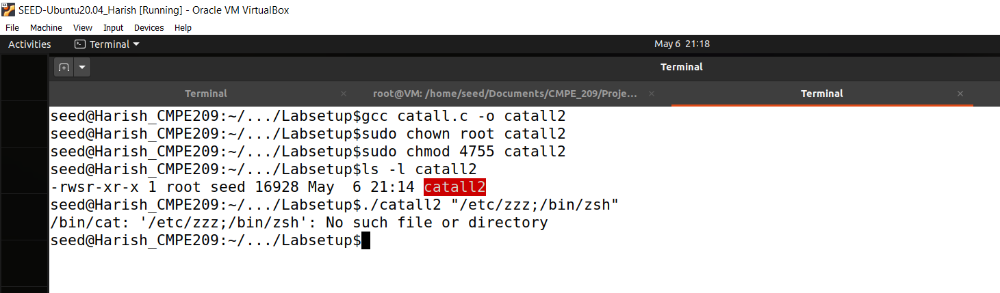 SEED-Ubuntu20.04_Harish [Running] - Oracle VM VirtualBox
File Machine View Input Devices Help
Activities Terminal May 6 21:18
Terminal
Terminal root@VM: /home/seed/Documents/CMPE_209/Proje... Terminal
seed@Harish_CMPE209:~/.../Labsetup$gcc catall.c -o catall2
seed@Harish_CMPE209:~/.../Labsetup$sudo chown root catall2
seed@Harish_CMPE209:~/.../Labsetup$sudo chmod 4755 catall2
seed@Harish_CMPE209:~/.../Labsetup$ls -l catall2
-rwsr-xr-x 1 root seed 16928 May  6 21:14 catall2
seed@Harish_CMPE209:~/.../Labsetup$./catall2 "/etc/zzz;/bin/zsh"
/bin/cat: '/etc/zzz;/bin/zsh': No such file or directory
seed@Harish_CMPE209:~/.../Labsetup$